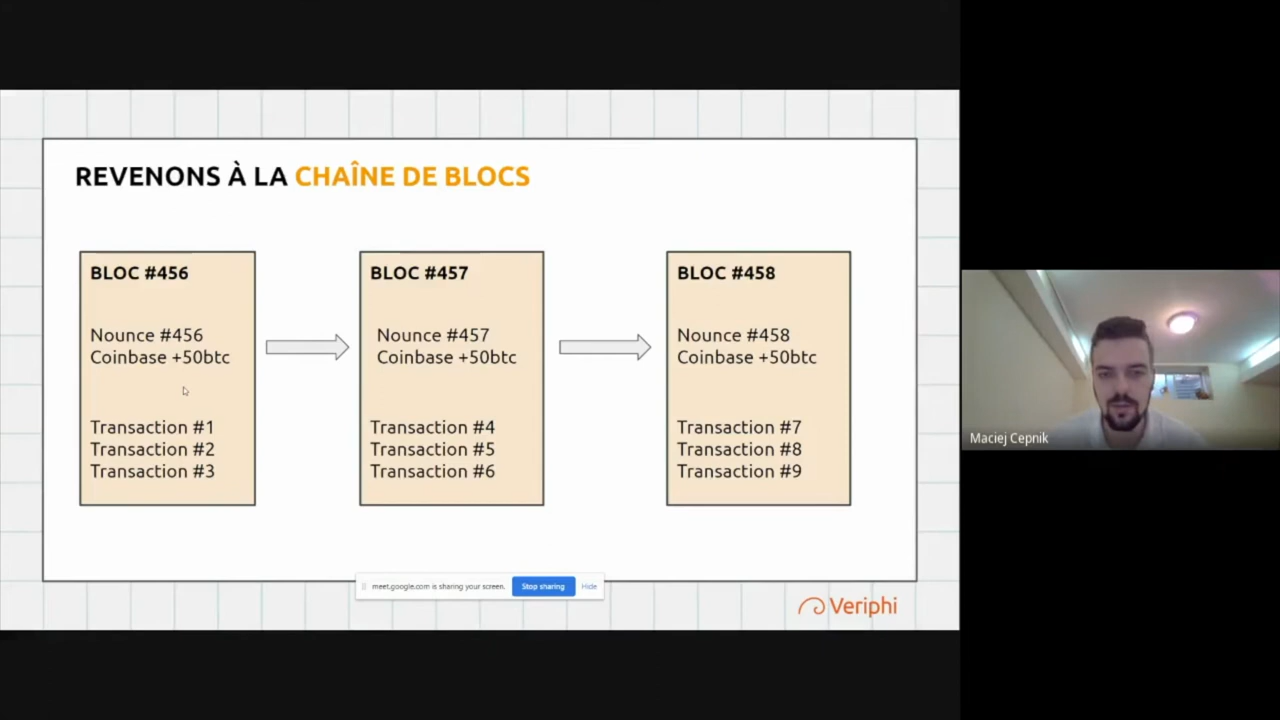 REVENONS À LA CHAÎNE DE BLOCS
BLOC #456
Nounce #456
Coinbase +50btc
Transaction #1
Transaction #2
Transaction #3
BLOC #457
Nounce #457
Coinbase +50btc
Transaction #4
Transaction #5
Transaction #6
BLOC #458
Nounce #458
Coinbase +50btc
Transaction #7
Transaction #8
Transaction #9
meet.google.com is sharing your screen. Stop sharing Hide
Veriphi
Maciej Cepnik